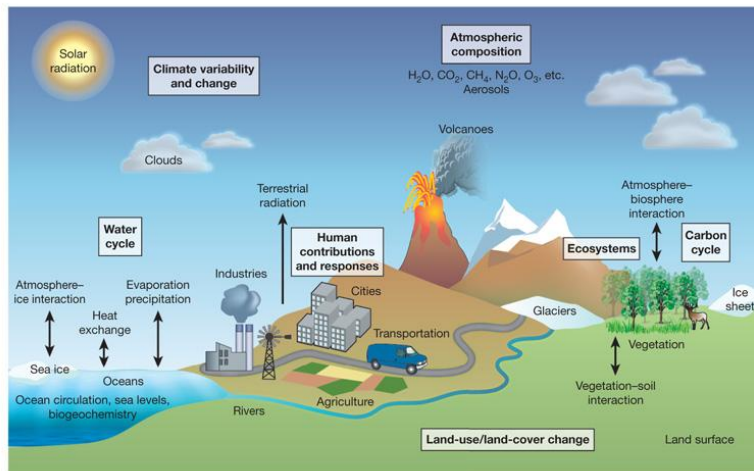 Solar
radiation
Climate variability
and change
Atmospheric
composition
H₂O, CO₂, CH₄, N₂O, O₃, etc.
Aerosols
Volcanoes
Clouds
Terrestrial
radiation
Atmosphere–
biosphere
interaction
Water
cycle
Human
contributions
and responses
Ecosystems
Carbon
cycle
Industries
Cities
Atmosphere–
ice interaction
Evaporation
precipitation
Heat
exchange
Glaciers
Ice
sheet
Transportation
Vegetation
Sea ice
Oceans
Ocean circulation, sea levels,
biogeochemistry
Rivers
Agriculture
Vegetation–soil
interaction
Land-use/land-cover change
Land surface